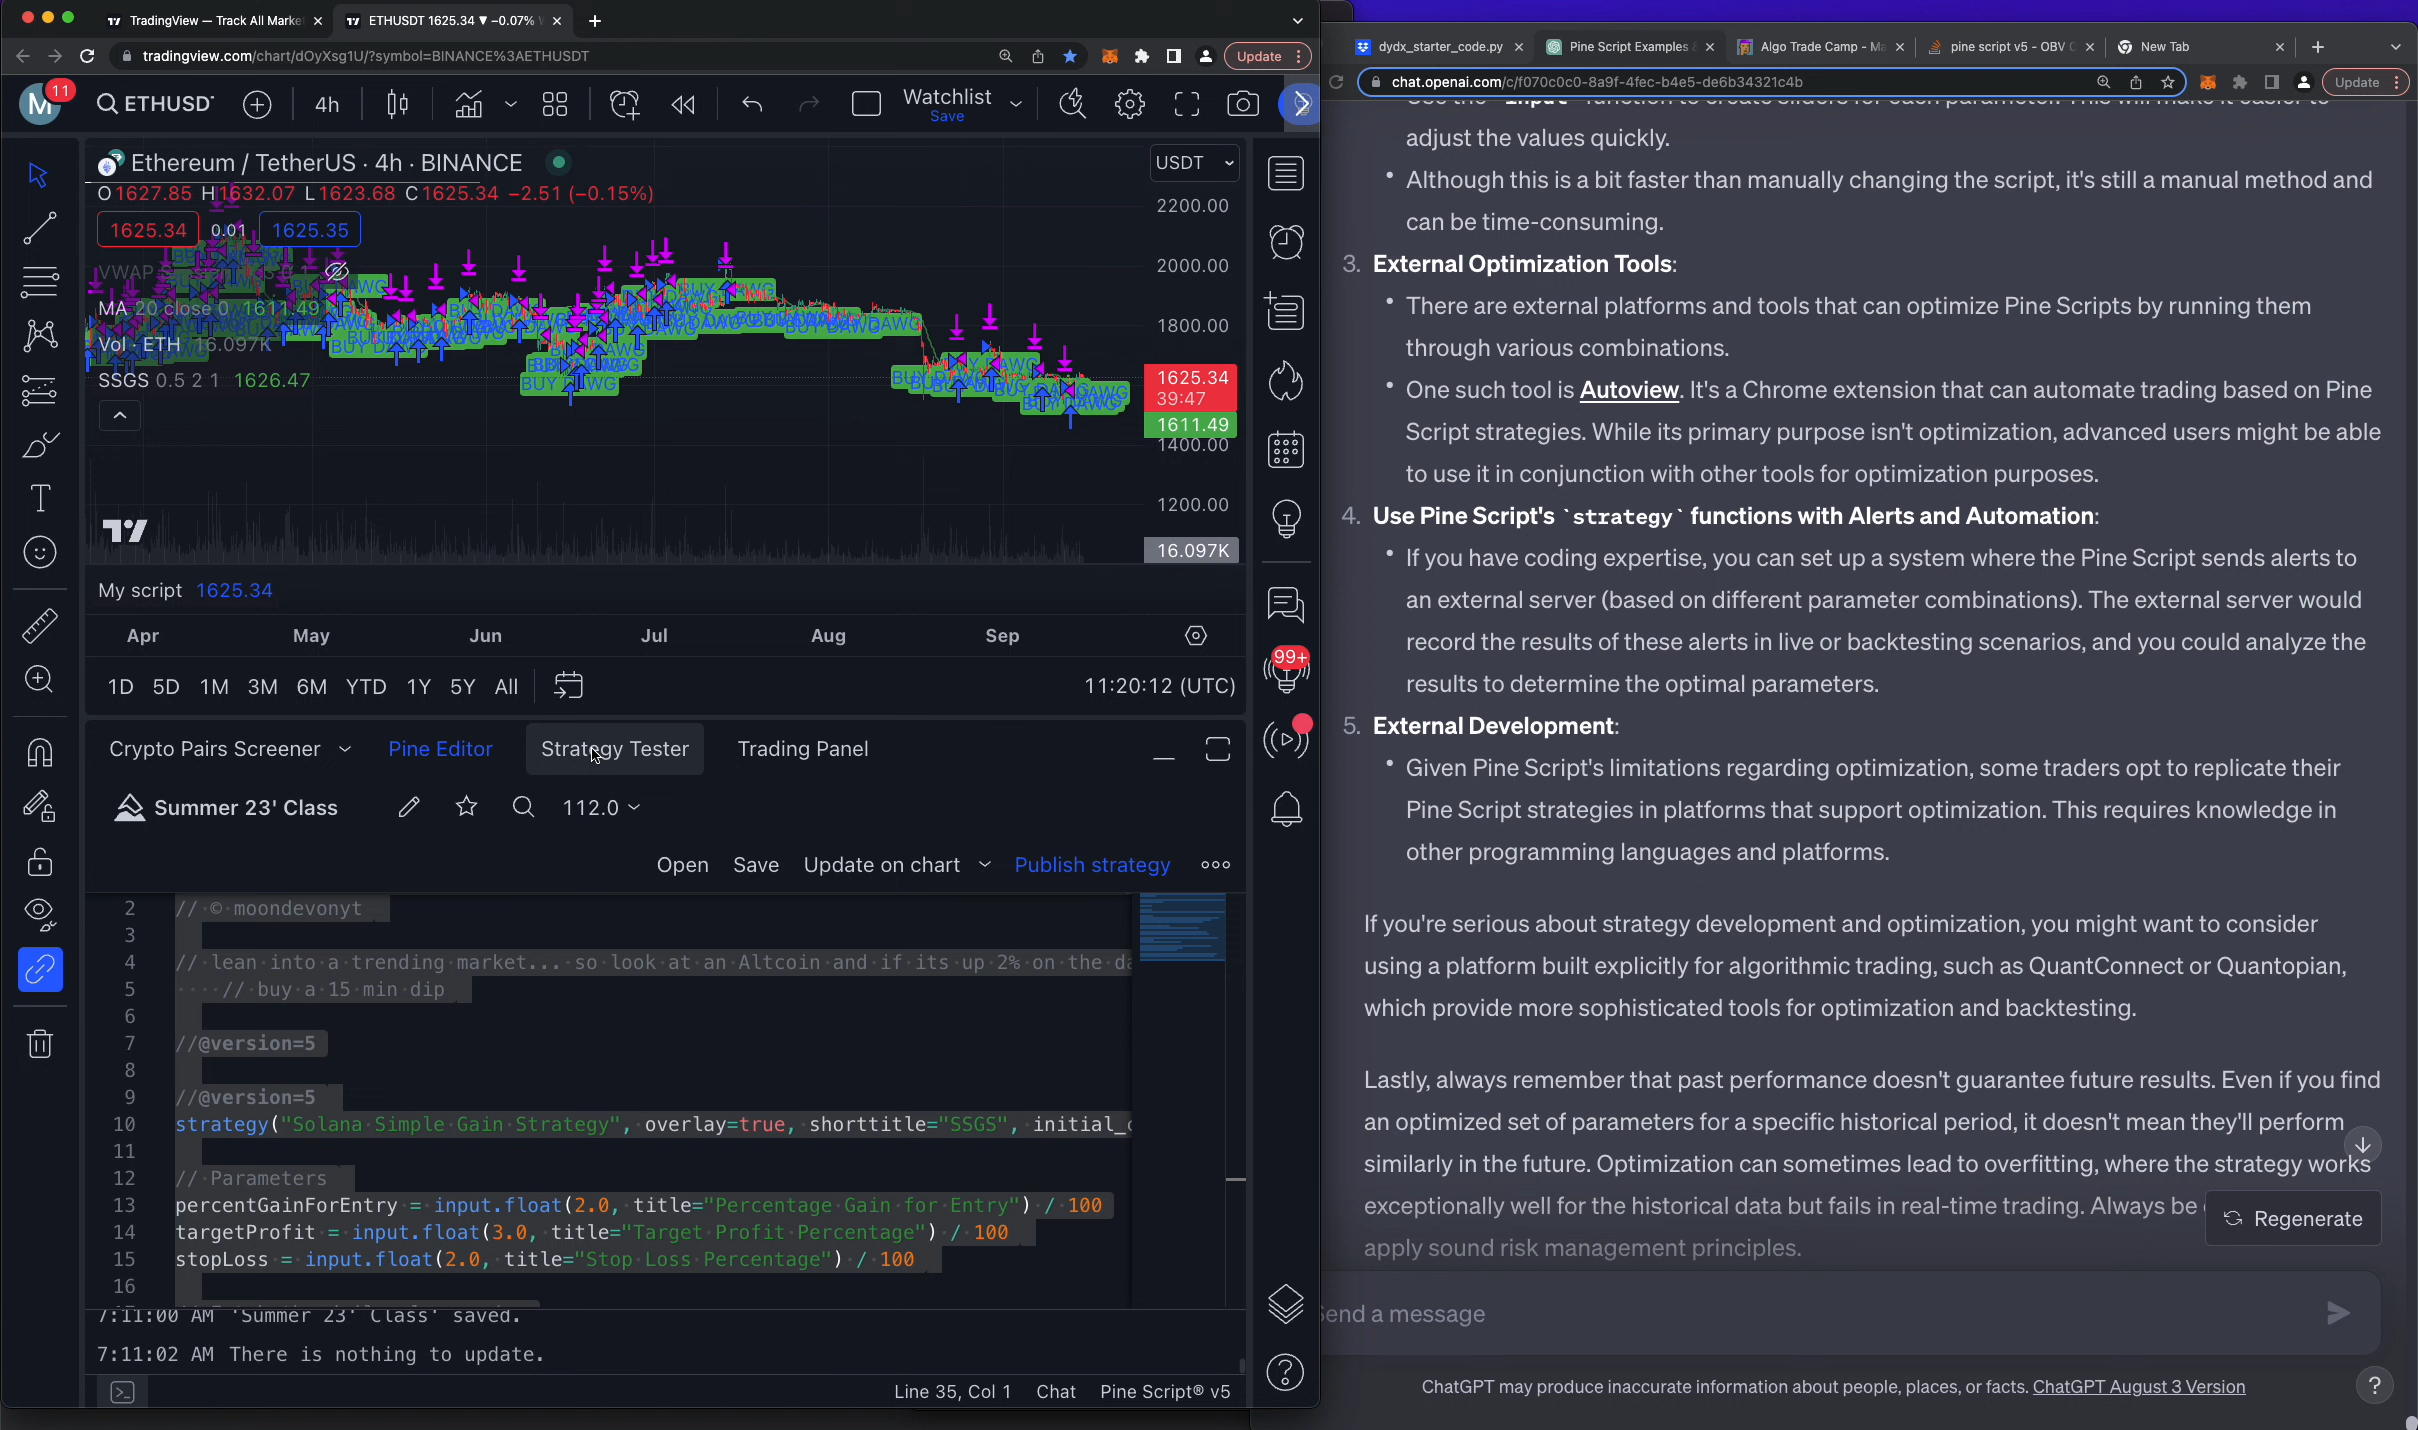 TradingView — Track All Marke
ETHUSDT 1625.34 ▼ −0.07%
tradingview.com/chart/dOyXsg1U/?symbol=BINANCE%3AETHUSDT
Update
M
11
ETHUSD
4h
Watchlist
Save
Ethereum / TetherUS · 4h · BINANCE
USDT
O1627.85 H1632.07 L1623.68 C1625.34 −2.51 (−0.15%)
1625.34
0.01
1625.35
MA 20 close 0 1611.49
Vol · ETH 16.097K
SSGS 0.5 2 1 1626.47
2200.00
2000.00
1800.00
1625.34
39:47
1611.49
1400.00
1200.00
16.097K
My script 1625.34
Apr May Jun Jul Aug Sep
1D 5D 1M 3M 6M YTD 1Y 5Y All
11:20:12 (UTC)
99+
Crypto Pairs Screener
Pine Editor
Strategy Tester
Trading Panel
Summer 23' Class
112.0
Open
Save
Update on chart
Publish strategy
2 // © moondevonyt
3
4 // lean into a trending market... so look at an Altcoin and if its up 2% on the da
5 // buy a 15 min dip
6
7 //@version=5
8
9 //@version=5
10 strategy("Solana Simple Gain Strategy", overlay=true, shorttitle="SSGS", initial_c
11
12 // Parameters
13 percentGainForEntry = input.float(2.0, title="Percentage Gain for Entry") / 100
14 targetProfit = input.float(3.0, title="Target Profit Percentage") / 100
15 stopLoss = input.float(2.0, title="Stop Loss Percentage") / 100
16
7:11:00 AM 'Summer 23' Class' saved.
7:11:02 AM There is nothing to update.
Line 35, Col 1
Chat
Pine Script® v5
dydx_starter_code.py
Pine Script Examples
Algo Trade Camp - Ma
pine script v5 - OBV
New Tab
chat.openai.com/c/f070c0c0-8a9f-4fec-b4e5-de6b34321c4b
Update
Use the `input` function to create sliders for each parameter. This will make it easier to
adjust the values quickly.
• Although this is a bit faster than manually changing the script, it's still a manual method and
can be time-consuming.
3. External Optimization Tools:
• There are external platforms and tools that can optimize Pine Scripts by running them
through various combinations.
• One such tool is Autoview. It's a Chrome extension that can automate trading based on Pine
Script strategies. While its primary purpose isn't optimization, advanced users might be able
to use it in conjunction with other tools for optimization purposes.
4. Use Pine Script's `strategy` functions with Alerts and Automation:
• If you have coding expertise, you can set up a system where the Pine Script sends alerts to
an external server (based on different parameter combinations). The external server would
record the results of these alerts in live or backtesting scenarios, and you could analyze the
results to determine the optimal parameters.
5. External Development:
• Given Pine Script's limitations regarding optimization, some traders opt to replicate their
Pine Script strategies in platforms that support optimization. This requires knowledge in
other programming languages and platforms.
If you're serious about strategy development and optimization, you might want to consider
using a platform built explicitly for algorithmic trading, such as QuantConnect or Quantopian,
which provide more sophisticated tools for optimization and backtesting.
Lastly, always remember that past performance doesn't guarantee future results. Even if you find
an optimized set of parameters for a specific historical period, it doesn't mean they'll perform
similarly in the future. Optimization can sometimes lead to overfitting, where the strategy works
exceptionally well for the historical data but fails in real-time trading. Always be
apply sound risk management principles.
Regenerate
Send a message
ChatGPT may produce inaccurate information about people, places, or facts. ChatGPT August 3 Version
?